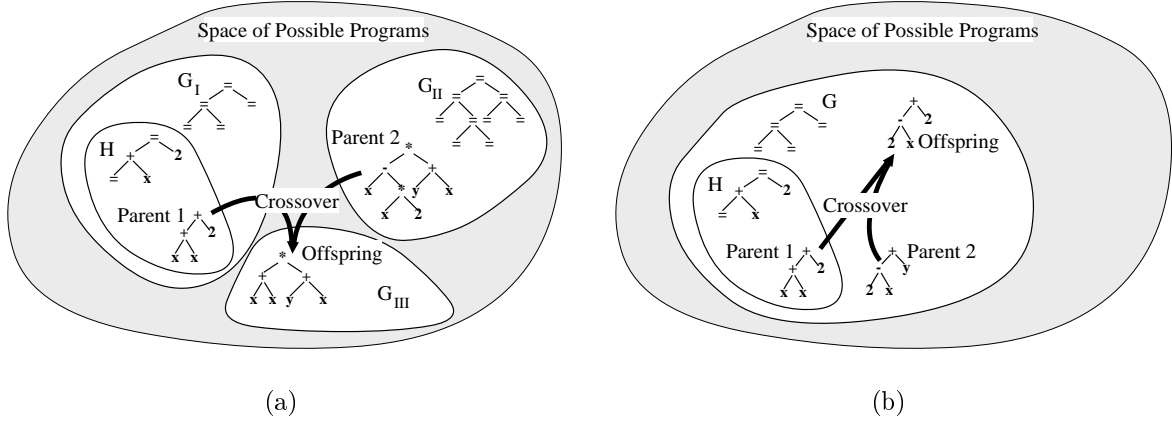 Space of Possible Programs
G_I
=
= =
= =
G_II
=
= =
= = = =
= =
H
=
+ 2
= x
Parent 1
+
+ 2
x x
Parent 2
*
- +
x * y x
x 2
Crossover
Offspring
*
+ +
x x y x
G_III
(a)
Space of Possible Programs
G
=
= =
= =
+
- 2
2 x
Offspring
H
=
+ 2
= x
Crossover
Parent 1
+
+ 2
x x
Parent 2
+
- y
2 x
(b)